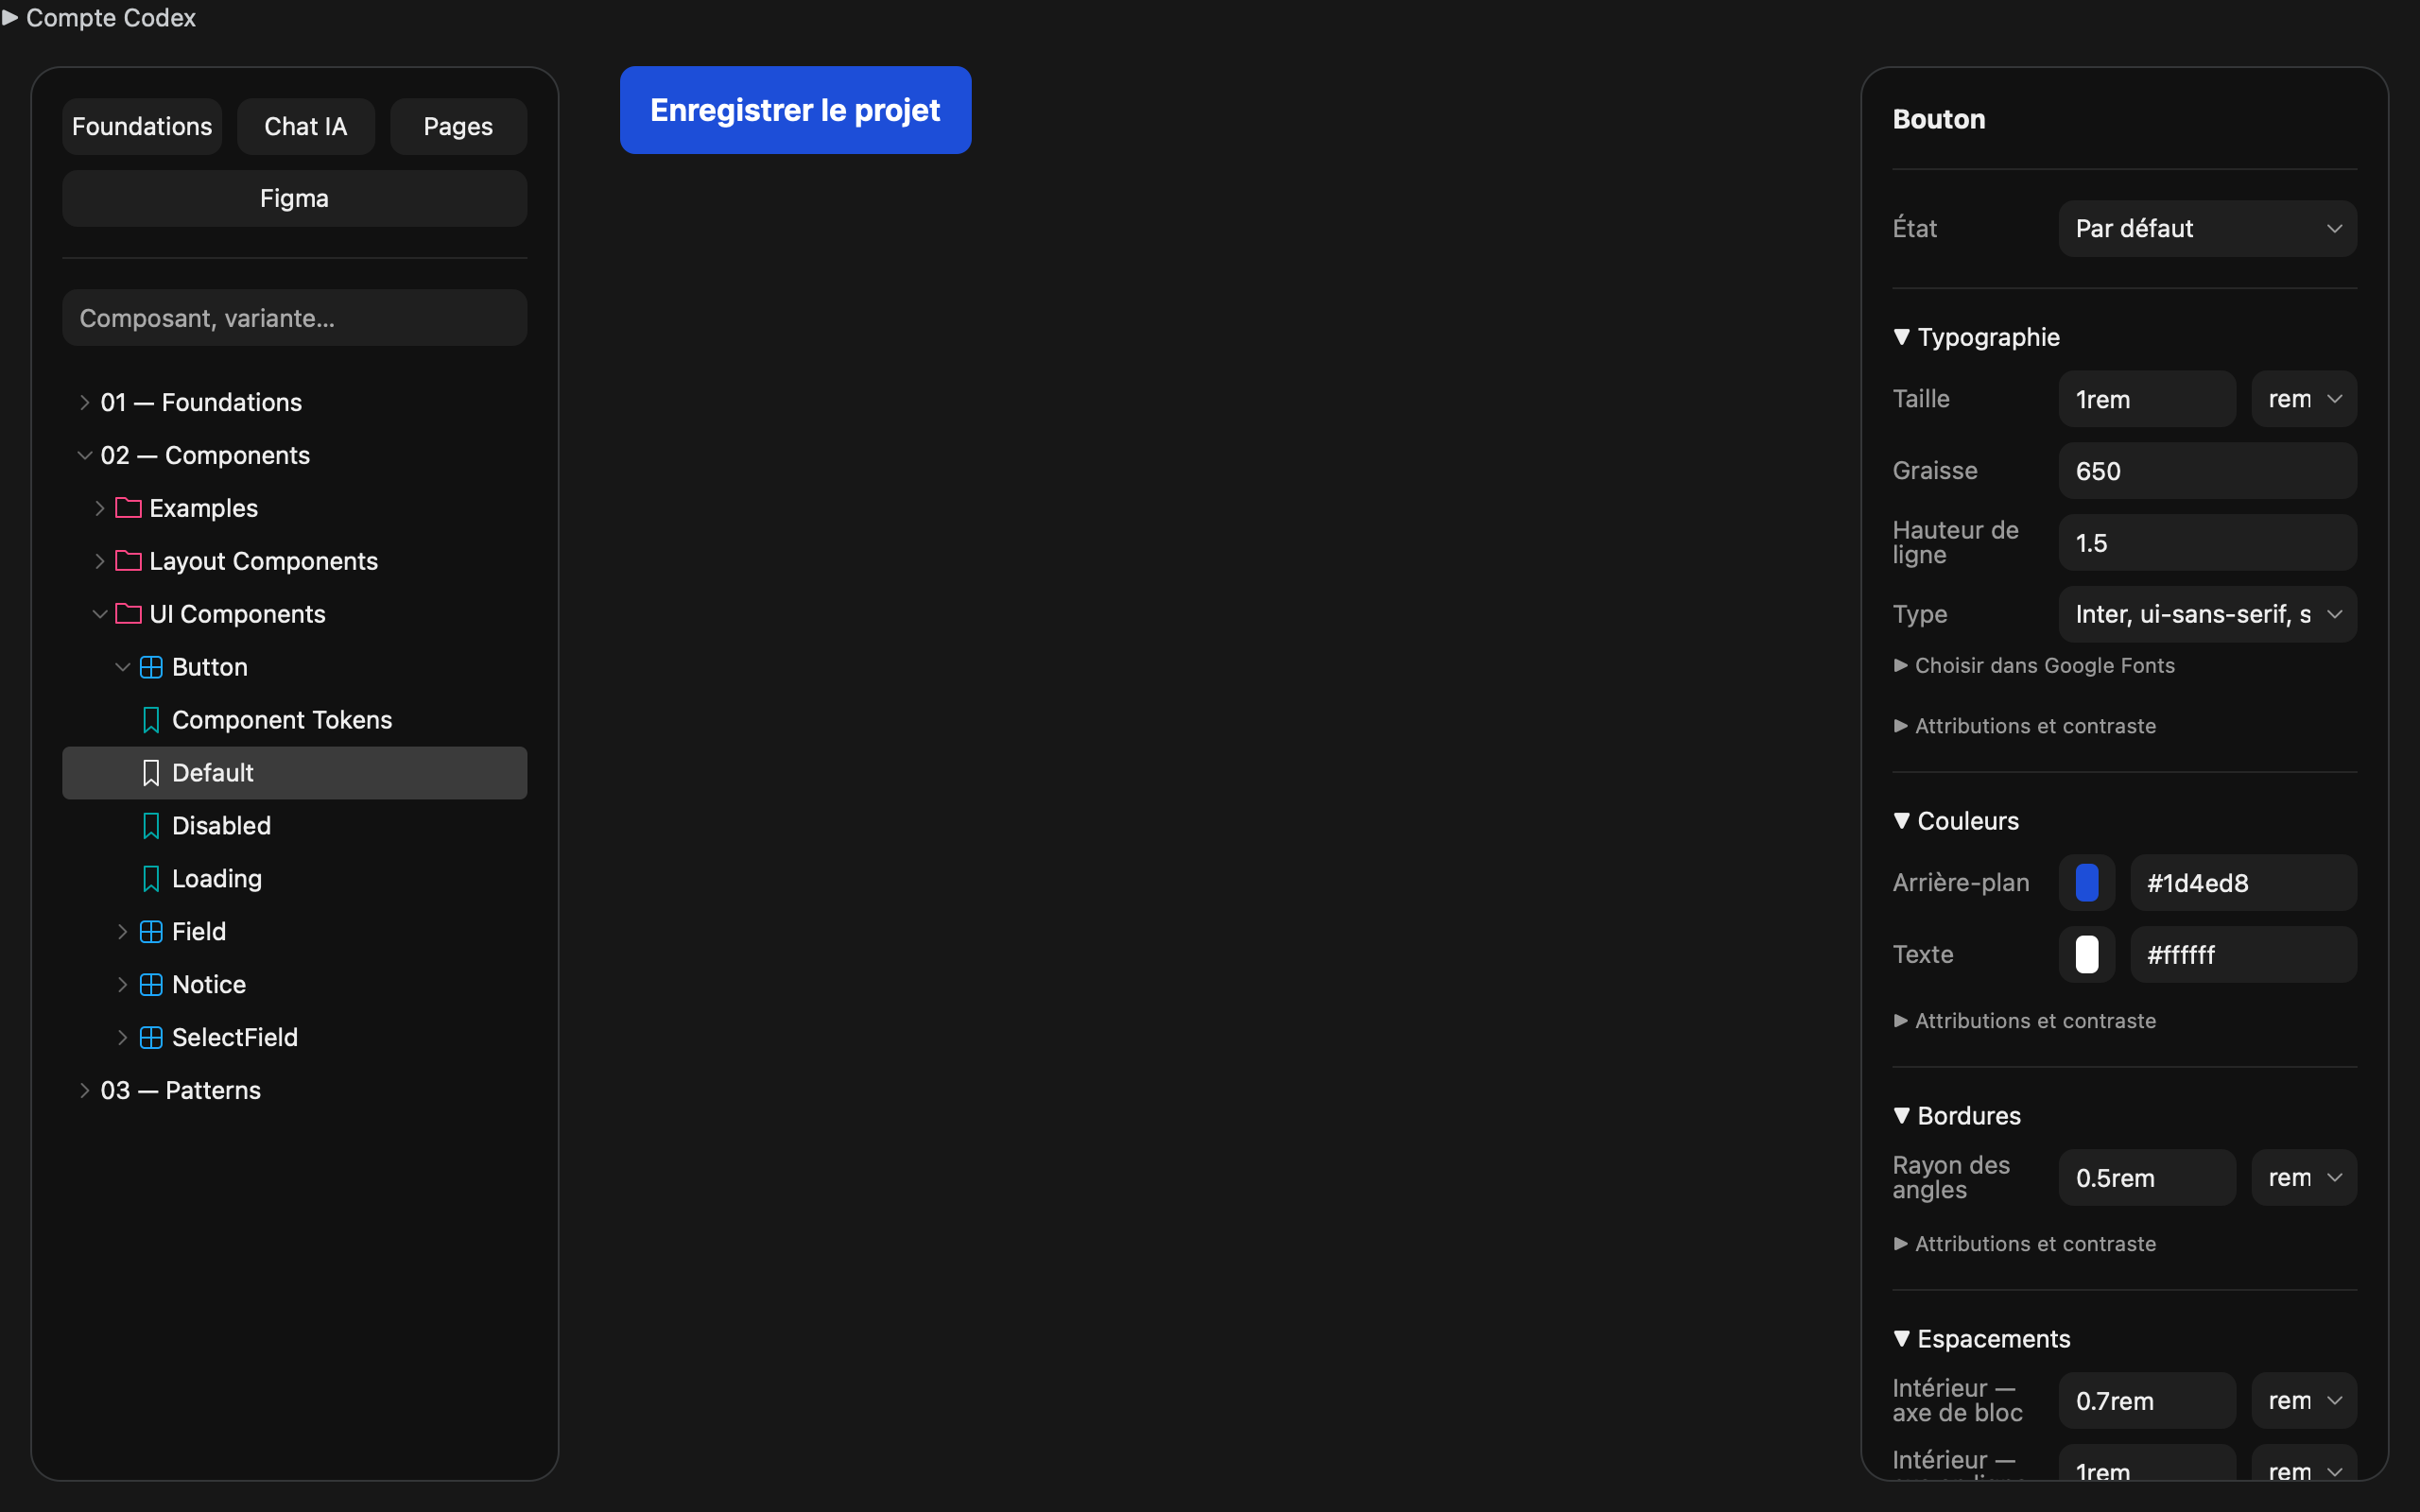 Compte Codex
Foundations
Chat IA
Pages
Figma
Composant, variante...
01 — Foundations
02 — Components
Examples
Layout Components
UI Components
Button
Component Tokens
Default
Disabled
Loading
Field
Notice
SelectField
03 — Patterns
Enregistrer le projet
Bouton
État
Par défaut
Typographie
Taille
1rem
rem
Graisse
650
Hauteur de
ligne
1.5
Type
Inter, ui-sans-serif, s
Choisir dans Google Fonts
Attributions et contraste
Couleurs
Arrière-plan
#1d4ed8
Texte
#ffffff
Attributions et contraste
Bordures
Rayon des
angles
0.5rem
rem
Attributions et contraste
Espacements
Intérieur —
axe de bloc
0.7rem
rem
Intérieur —
1rem
rem